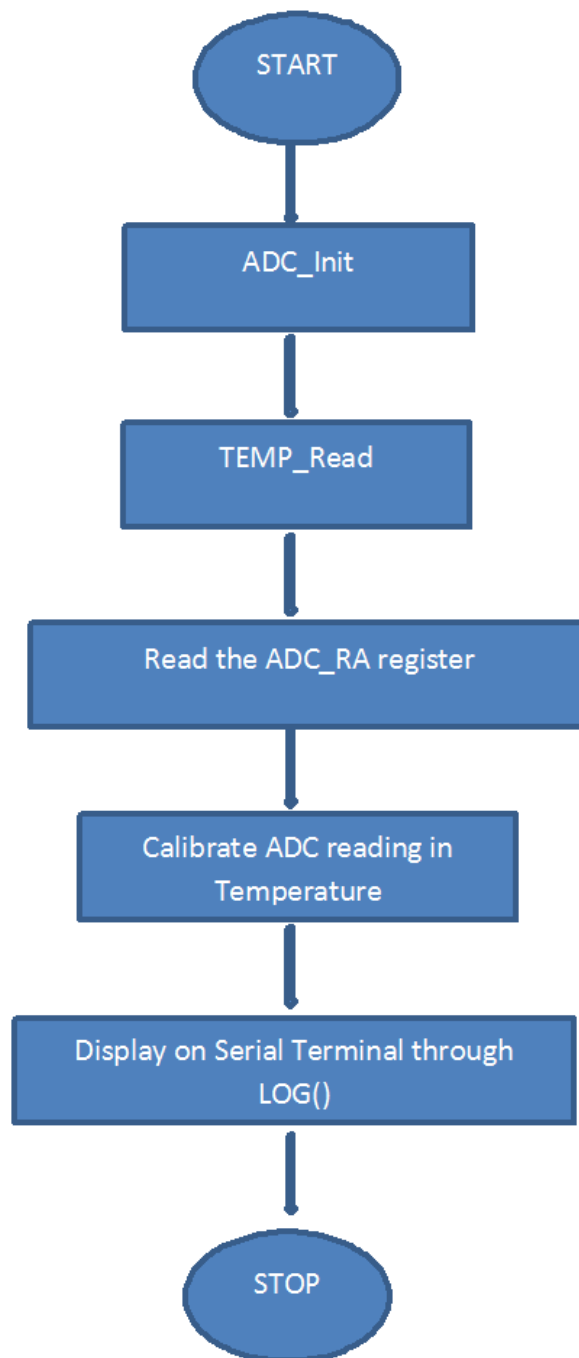 START
ADC_Init
TEMP_Read
Read the ADC_RA register
Calibrate ADC reading in
Temperature
Display on Serial Terminal through
LOG()
STOP